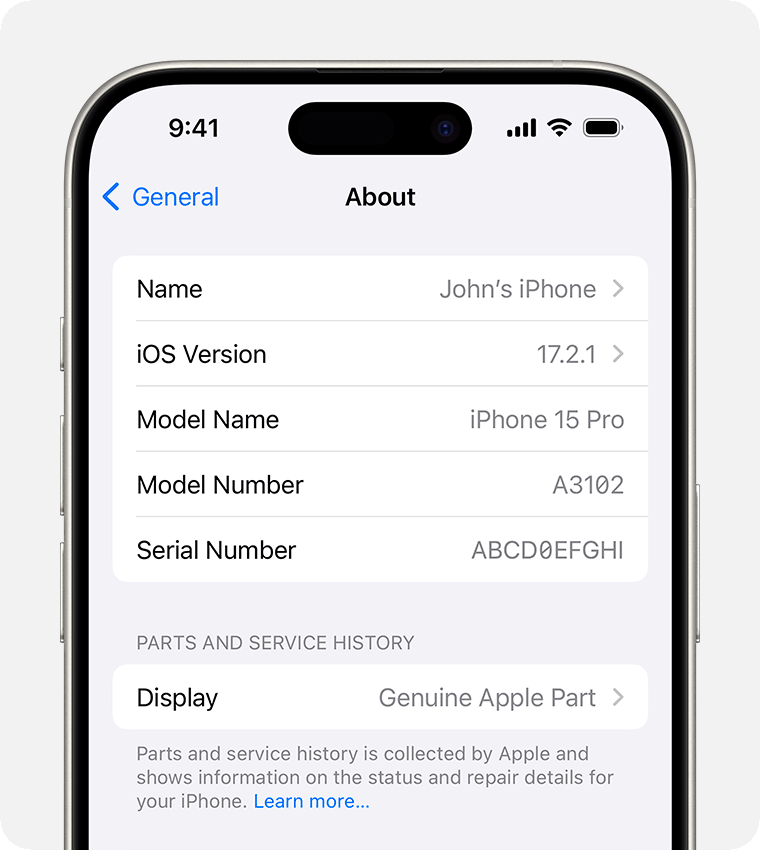 9:41
General
About
Name
John’s iPhone
iOS Version
17.2.1
Model Name
iPhone 15 Pro
Model Number
A3102
Serial Number
ABCD0EFGHI
PARTS AND SERVICE HISTORY
Display
Genuine Apple Part
Parts and service history is collected by Apple and
shows information on the status and repair details for
your iPhone. Learn more...